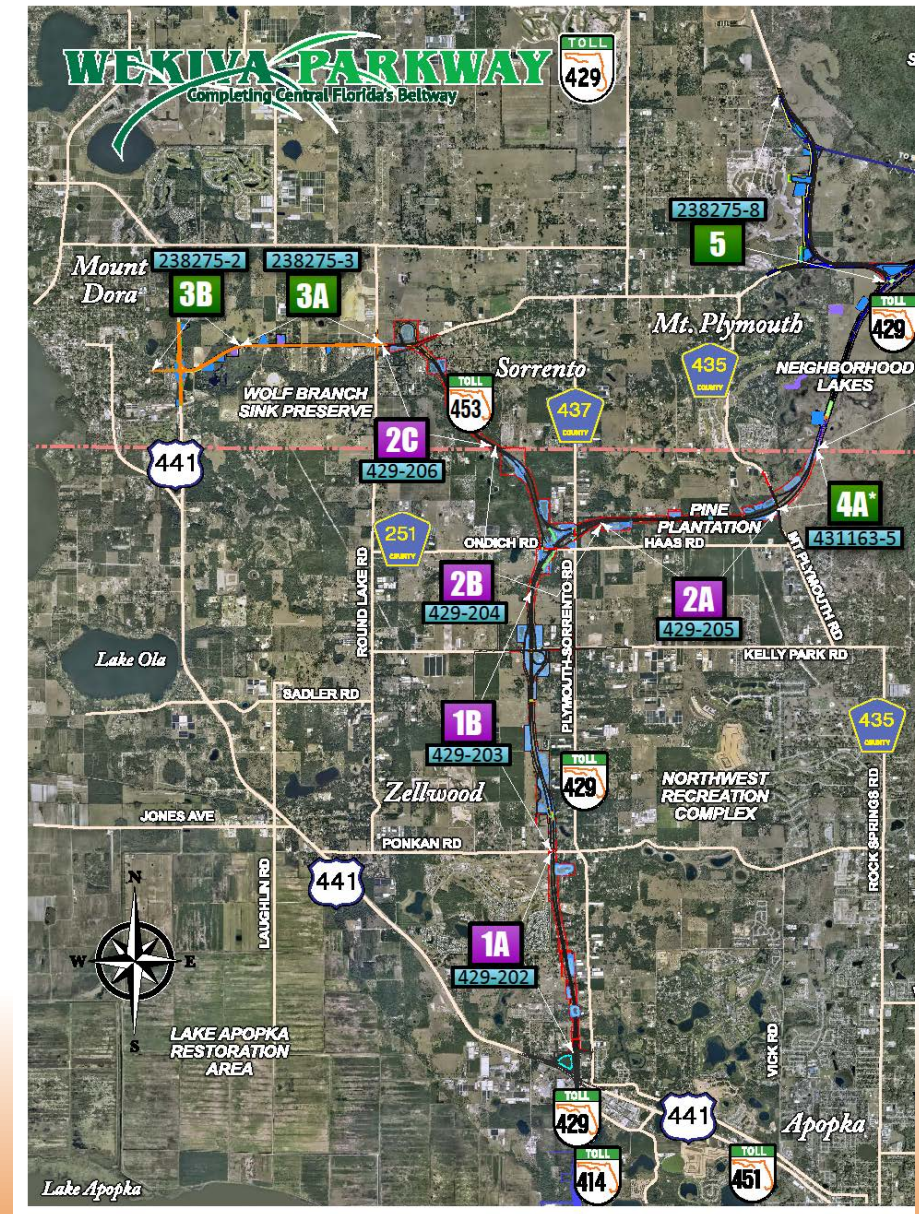 WEKIVA PARKWAY
Completing Central Florida's Beltway
TOLL
429
238275-8
5
Mount
Dora
238275-2
3B
238275-3
3A
TOLL
429
Mt. Plymouth
435
COUNTY
NEIGHBORHOOD
LAKES
Sorrento
WOLF BRANCH
SINK PRESERVE
TOLL
453
437
COUNTY
2C
429-206
441
4A*
431163-5
PINE
PLANTATION
251
COUNTY
ONDICH RD
HAAS RD
MT PLYMOUTH RD
2B
429-204
2A
429-205
ROUND LAKE RD
PLYMOUTH-SORRENTO RD
KELLY PARK RD
Lake Ola
SADLER RD
1B
429-203
435
COUNTY
TOLL
429
Zellwood
NORTHWEST
RECREATION
COMPLEX
JONES AVE
PONKAN RD
ROCK SPRINGS RD
441
LAUGHLIN RD
N
W
E
S
1A
429-202
LAKE APOPKA
RESTORATION
AREA
VICK RD
TOLL
429
441
Apopka
TOLL
414
TOLL
451
Lake Apopka